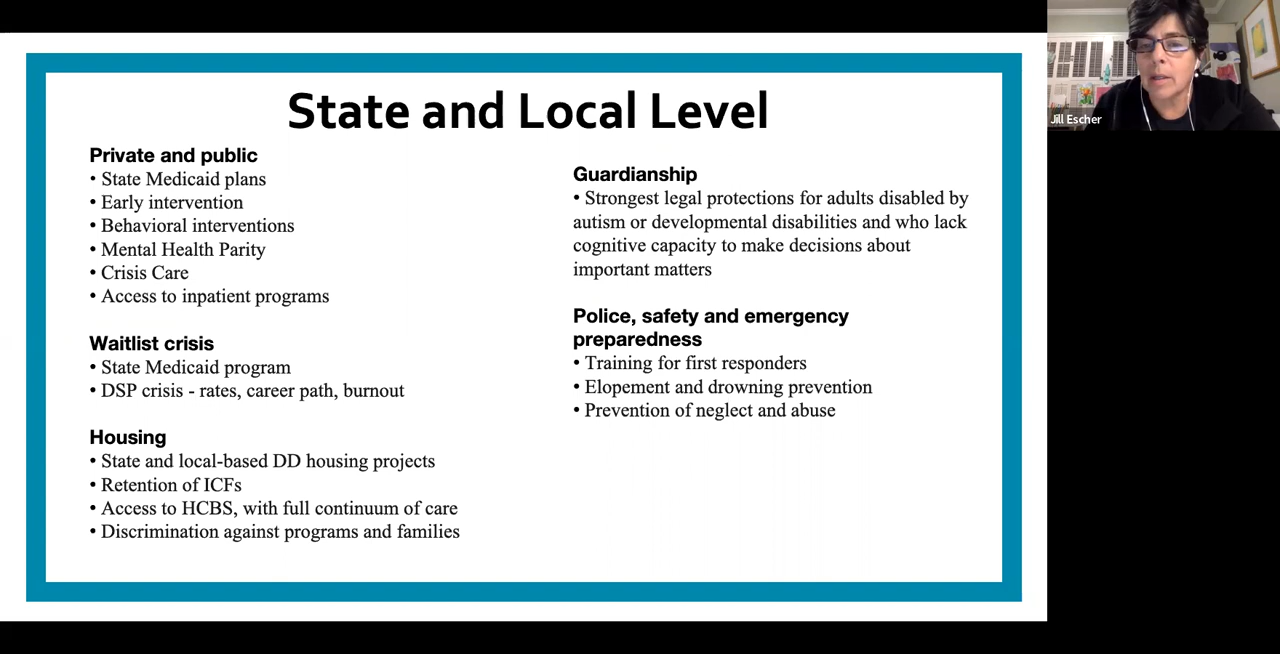 State and Local Level
Private and public
• State Medicaid plans
• Early intervention
• Behavioral interventions
• Mental Health Parity
• Crisis Care
• Access to inpatient programs
Waitlist crisis
• State Medicaid program
• DSP crisis - rates, career path, burnout
Housing
• State and local-based DD housing projects
• Retention of ICFs
• Access to HCBS, with full continuum of care
• Discrimination against programs and families
Guardianship
• Strongest legal protections for adults disabled by
autism or developmental disabilities and who lack
cognitive capacity to make decisions about
important matters
Police, safety and emergency
preparedness
• Training for first responders
• Elopement and drowning prevention
• Prevention of neglect and abuse
Jill Escher